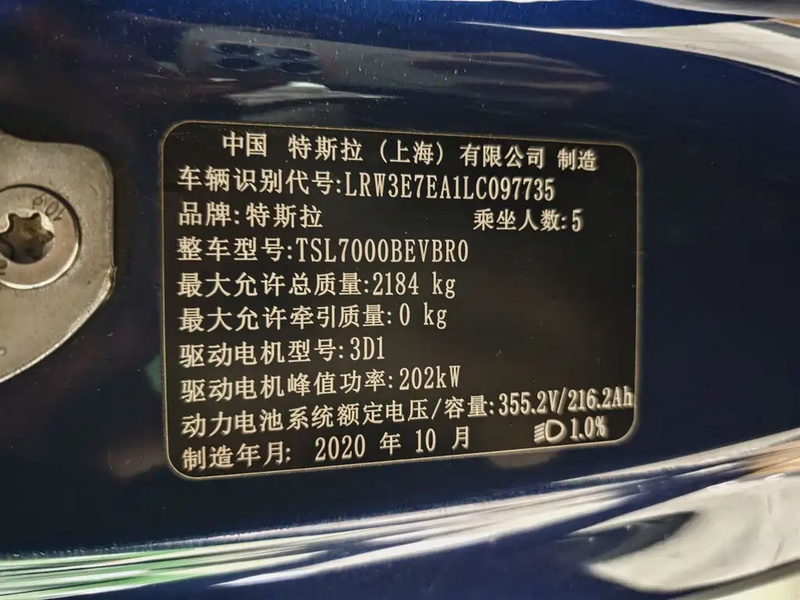 中国 特斯拉 (上海) 有限公司 制造
车辆识别代号:LRW3E7EA1LC097735
品牌:特斯拉 乘坐人数:5
整车型号:TSL7000BEVBR0
最大允许总质量:2184 kg
最大允许牵引质量:0 kg
驱动电机型号:3D1
驱动电机峰值功率:202kW
动力电池系统额定电压/容量:355.2V/216.2Ah
制造年月: 2020 年 10 月 1.0%
10.9